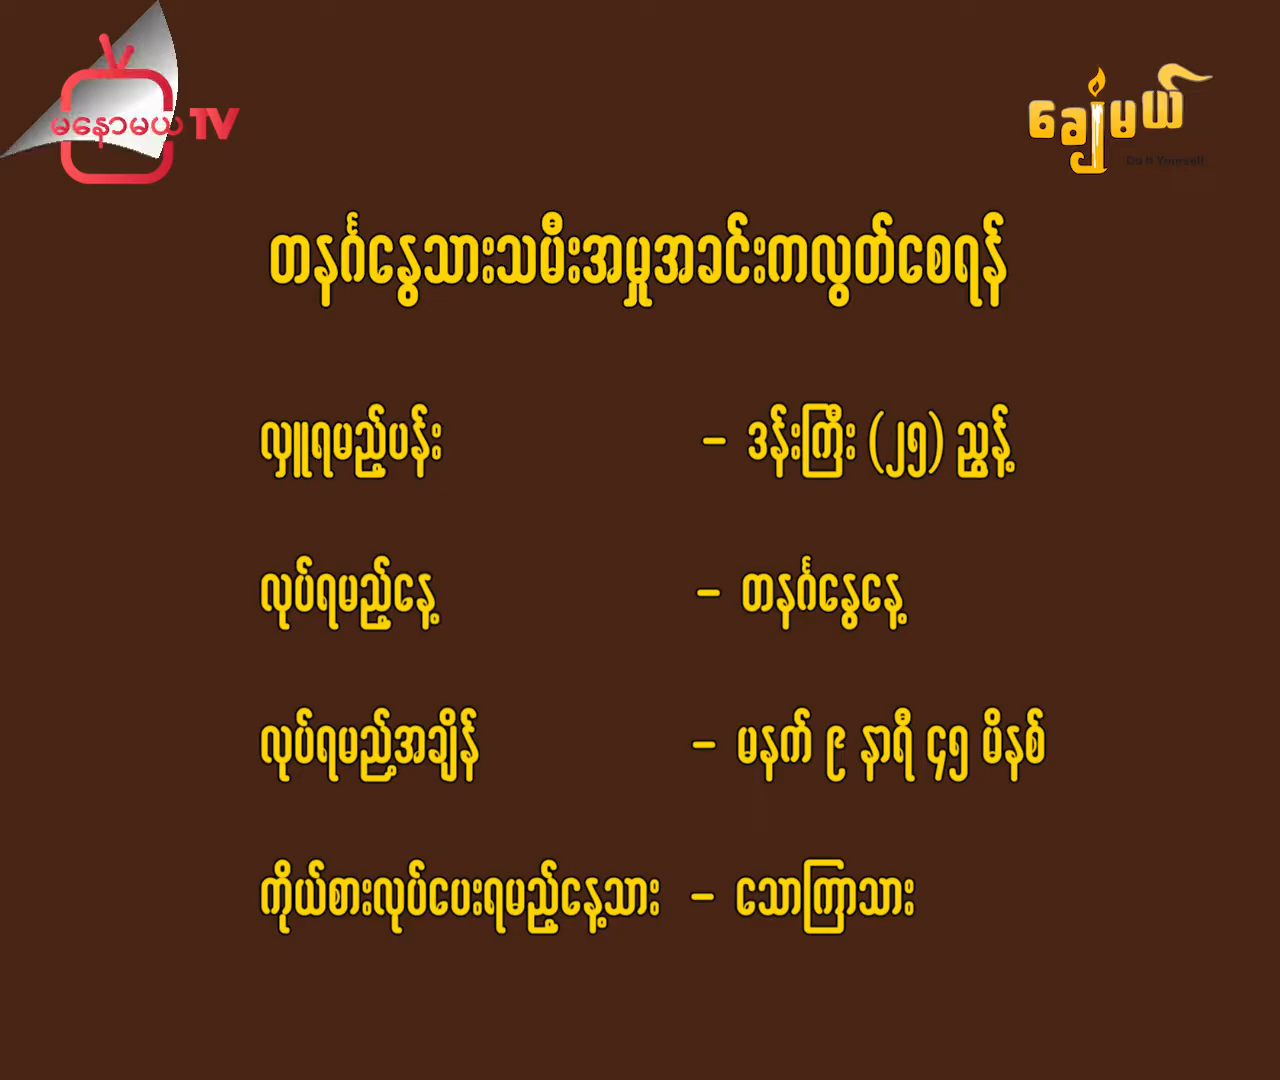 မနောမယ TV
ချေမယ်
Do It Yourself
တနင်္ဂနွေသားသမီးအမှုအခင်းကလွတ်စေရန်
လှူရမည့်ပန်း – ဒန်းကြီး (၂၅) ညွန့်
လုပ်ရမည့်နေ့ – တနင်္ဂနွေနေ့
လုပ်ရမည့်အချိန် – မနက် ၉ နာရီ ၄၅ မိနစ်
ကိုယ်စားလုပ်ပေးရမည့်နေ့သား – သောကြာသား